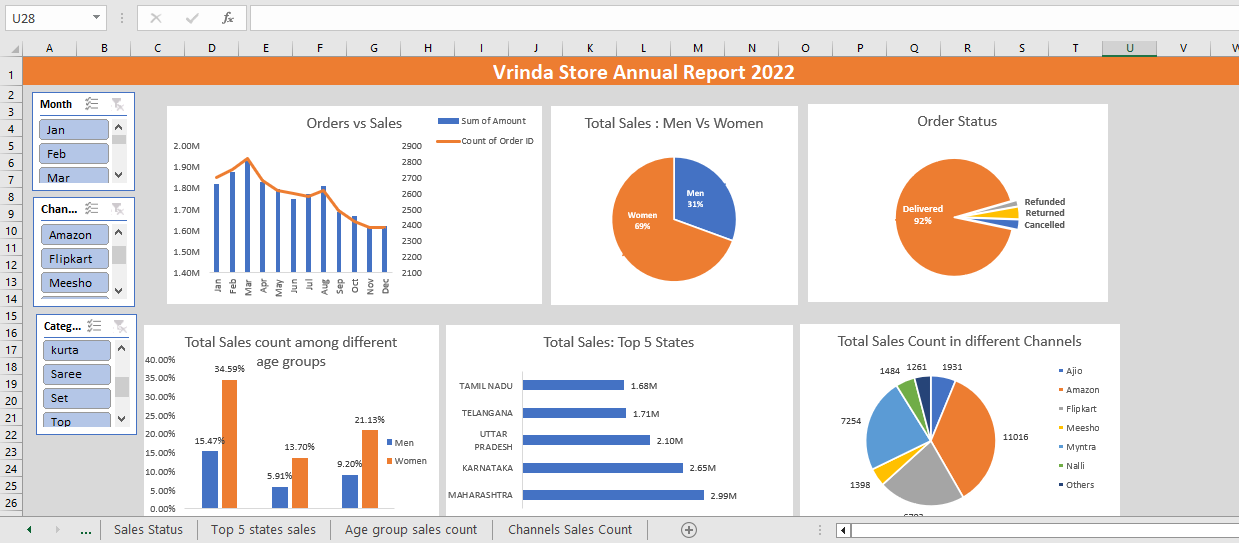 U28
fx
A B C D E F G H I J K L M N O P Q R S T U V W
1
2
3
4
5
6
7
8
9
10
11
12
13
14
15
16
17
18
19
20
21
22
23
24
25
26
Vrinda Store Annual Report 2022
Month
Jan
Feb
Mar
Chan...
Amazon
Flipkart
Meesho
Categ...
kurta
Saree
Set
Top
Orders vs Sales
Sum of Amount
Count of Order ID
2.00M
1.90M
1.80M
1.70M
1.60M
1.50M
1.40M
2900
2800
2700
2600
2500
2400
2300
2200
2100
Jan Feb Mar Apr May Jun Jul Aug Sep Oct Nov Dec
Total Sales : Men Vs Women
Men
31%
Women
69%
Order Status
Delivered
92%
Refunded
Returned
Cancelled
Total Sales count among different
age groups
40.00%
35.00%
30.00%
25.00%
20.00%
15.00%
10.00%
5.00%
0.00%
15.47%
34.59%
5.91%
13.70%
9.20%
21.13%
Men
Women
Total Sales: Top 5 States
TAMIL NADU 1.68M
TELANGANA 1.71M
UTTAR
PRADESH 2.10M
KARNATAKA 2.65M
MAHARASHTRA 2.99M
Total Sales Count in different Channels
1484 1261 1931
7254
11016
1398
Ajio
Amazon
Flipkart
Meesho
Myntra
Nalli
Others
... Sales Status Top 5 states sales Age group sales count Channels Sales Count